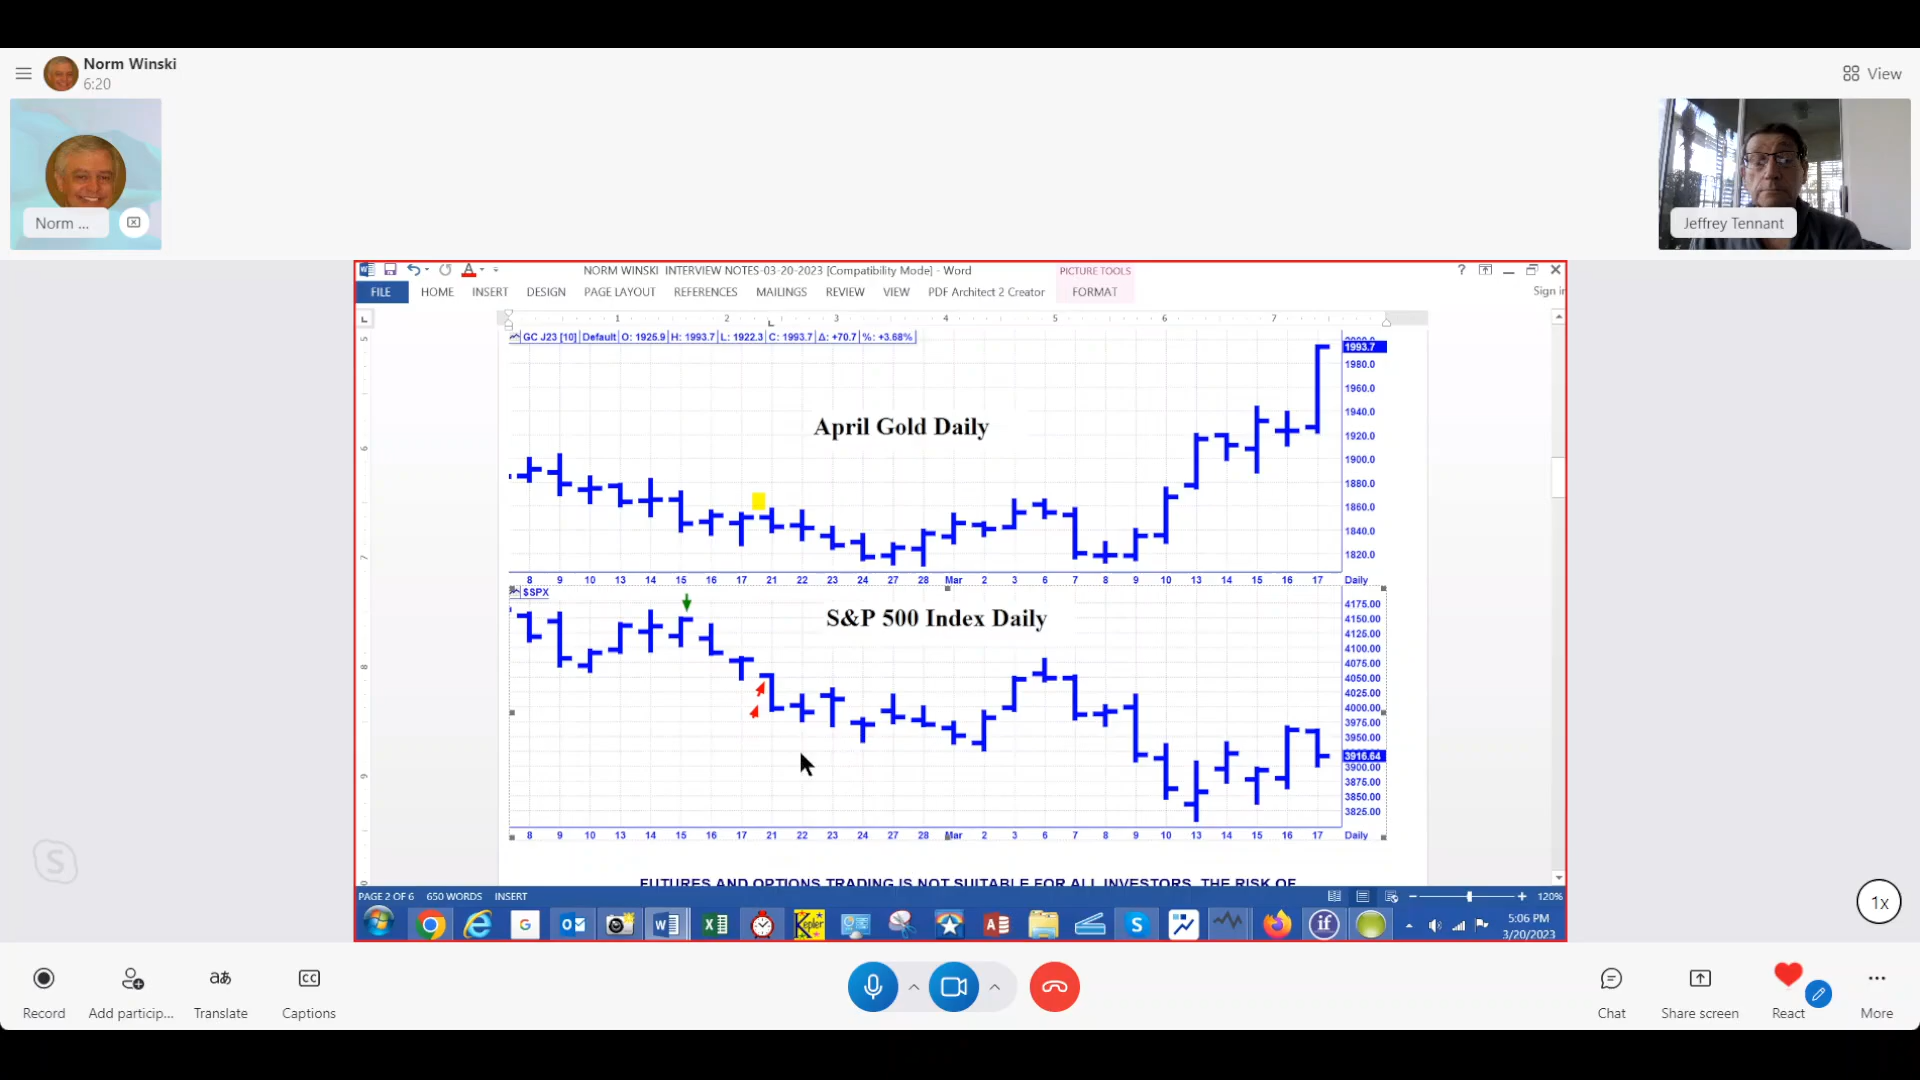 Norm Winski
6:20
View
Norm ...
Jeffrey Tennant
NORM WINSKI INTERVIEW NOTES-03-20-2023 [Compatibility Mode] - Word
PICTURE TOOLS
FILE HOME INSERT DESIGN PAGE LAYOUT REFERENCES MAILINGS REVIEW VIEW PDF Architect 2 Creator FORMAT
Sign in
1 2 3 4 5 6 7
GC J23 [10] Default O: 1925.9 H: 1993.7 L: 1922.3 C: 1993.7 Δ: +70.7 %: +3.68%
1993.7
1980.0
1960.0
April Gold Daily
1940.0
1920.0
1900.0
1880.0
1860.0
1840.0
1820.0
8 9 10 13 14 15 16 17 21 22 23 24 27 28 Mar 2 3 6 7 8 9 10 13 14 15 16 17 Daily
$SPX
S&P 500 Index Daily
4175.00
4150.00
4125.00
4100.00
4075.00
4050.00
4025.00
4000.00
3975.00
3950.00
3916.64
3900.00
3875.00
3850.00
3825.00
8 9 10 13 14 15 16 17 21 22 23 24 27 28 Mar 2 3 6 7 8 9 10 13 14 15 16 17 Daily
FUTURES AND OPTIONS TRADING IS NOT SUITABLE FOR ALL INVESTORS. THE RISK OF
PAGE 2 OF 6 650 WORDS INSERT
120%
Kepler
5:06 PM
3/20/2023
1x
Record
Add particip...
Translate
Captions
Chat
Share screen
React
More